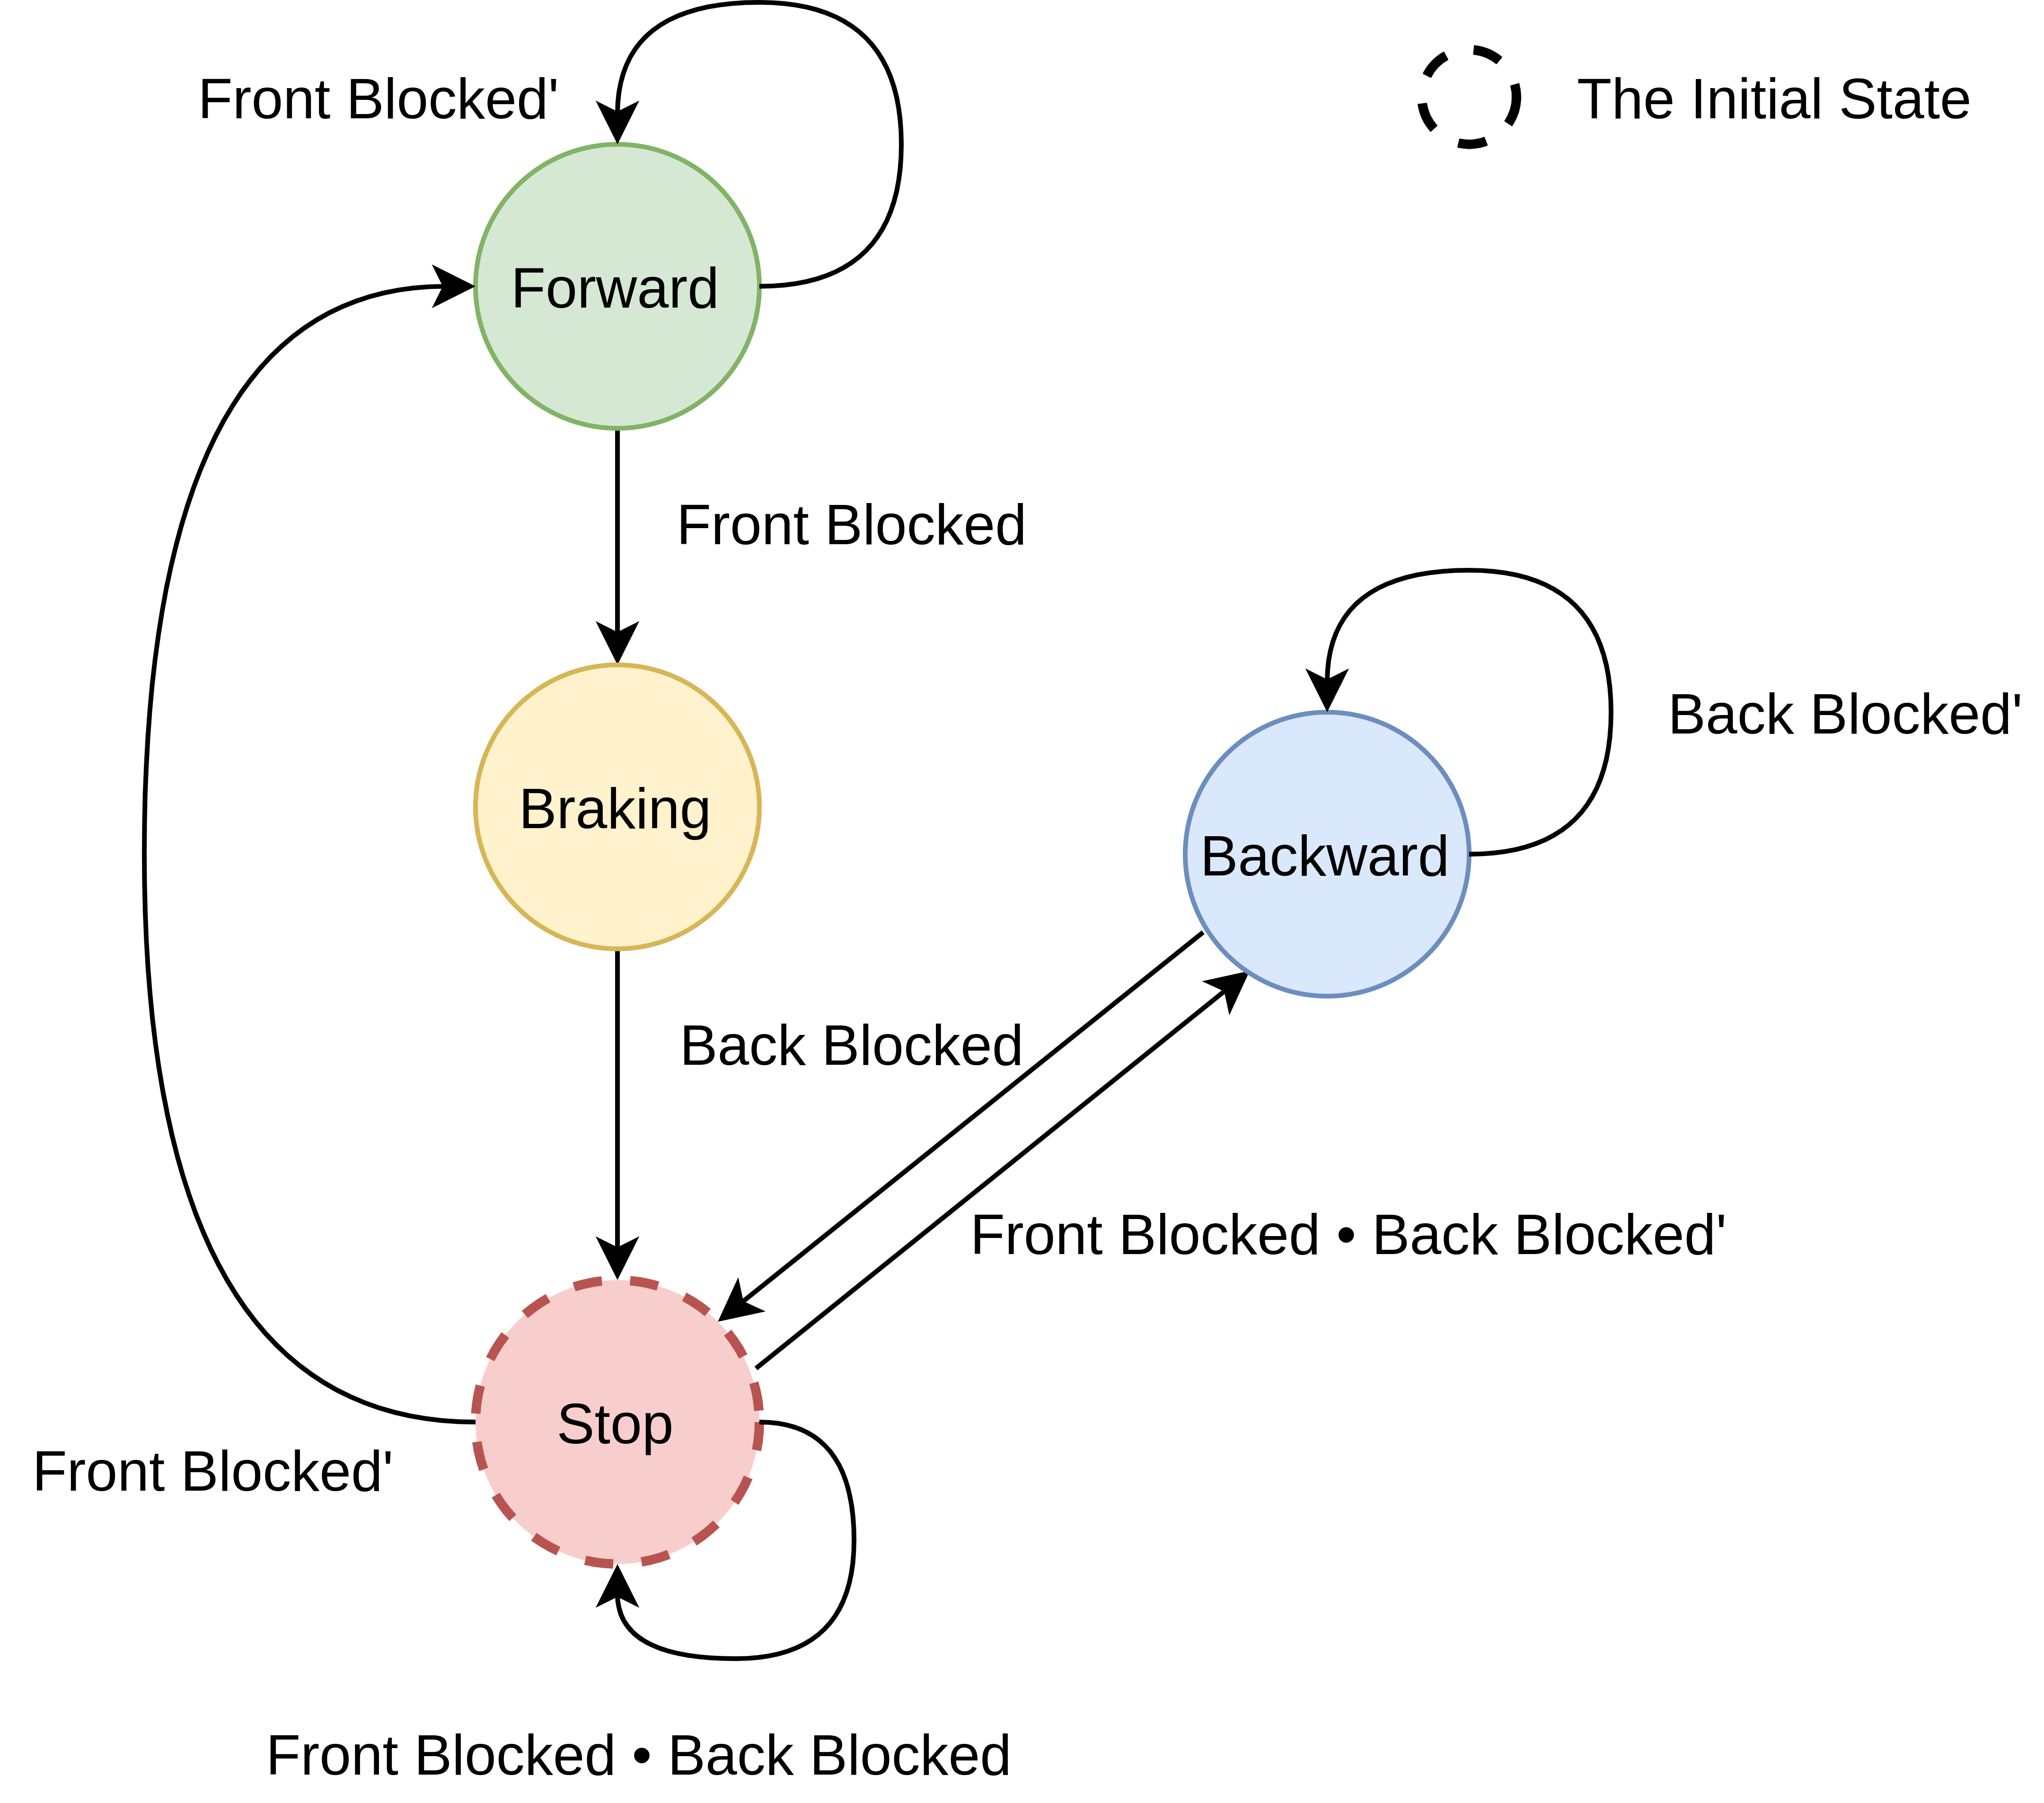 Front Blocked'
The Initial State
Forward
Front Blocked
Back Blocked'
Braking
Backward
Back Blocked
Front Blocked • Back Blocked'
Stop
Front Blocked'
Front Blocked • Back Blocked